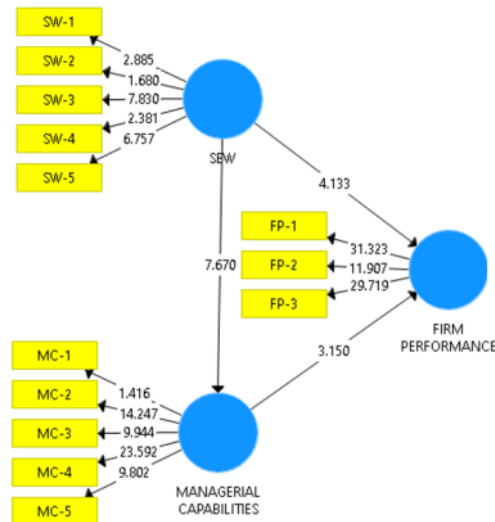 SW-1
2.885
SW-2
1.680
SW-3
7.830
SW-4
2.381
SW-5
6.757
SEW
4.133
7.670
FP-1
31.323
FP-2
11.907
FP-3
29.719
FIRM
PERFORMANCE
3.150
MC-1
1.416
MC-2
14.247
MC-3
9.944
MC-4
23.592
MC-5
9.802
MANAGERIAL
CAPABILITIES